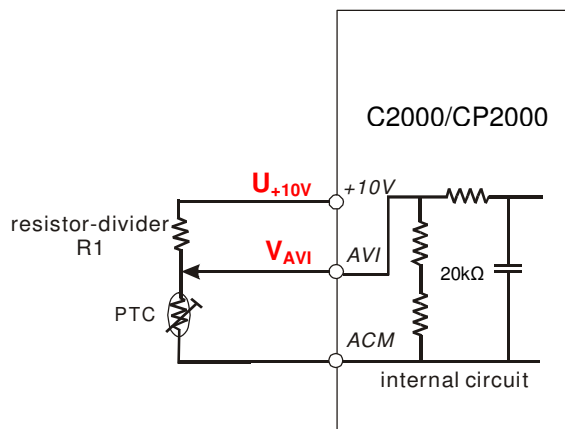 C2000/CP2000
U+10V
+10V
resistor-divider
R1
VAVI
AVI
20kΩ
PTC
ACM
internal circuit